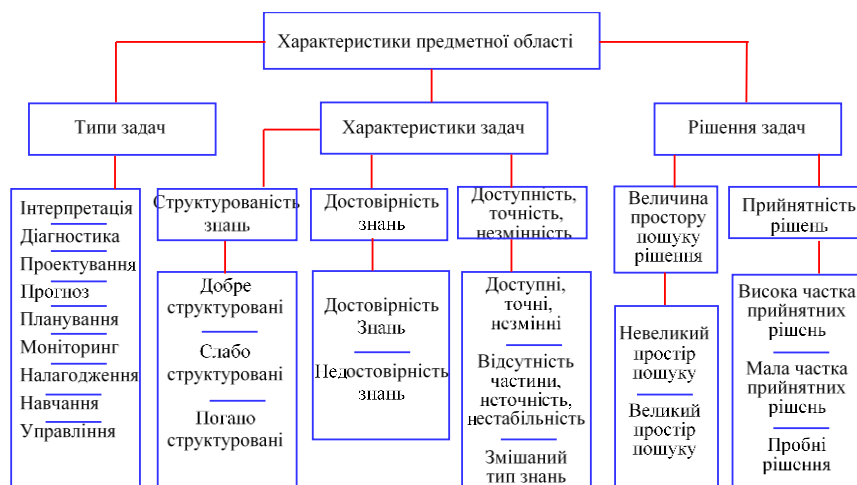 Характеристики предметної області
Типи задач
Характеристики задач
Рішення задач
Інтерпретація
Діагностика
Проектування
Прогноз
Планування
Моніторинг
Налагодження
Навчання
Управління
Структурованість
знань
Добре
структуровані
Слабо
структуровані
Погано
структуровані
Достовірність
знань
Достовірність
Знань
Недостовірність
знань
Доступність,
точність,
незмінність
Доступні,
точні,
незмінні
Відсутність
частини,
неточність,
нестабільність
Змішаний
тип знань
Величина
простору
пошуку
рішення
Невеликий
простір
пошуку
Великий
простір
пошуку
Прийнятність
рішень
Висока частка
прийнятних
рішень
Мала частка
прийнятних
рішень
Пробні
рішення